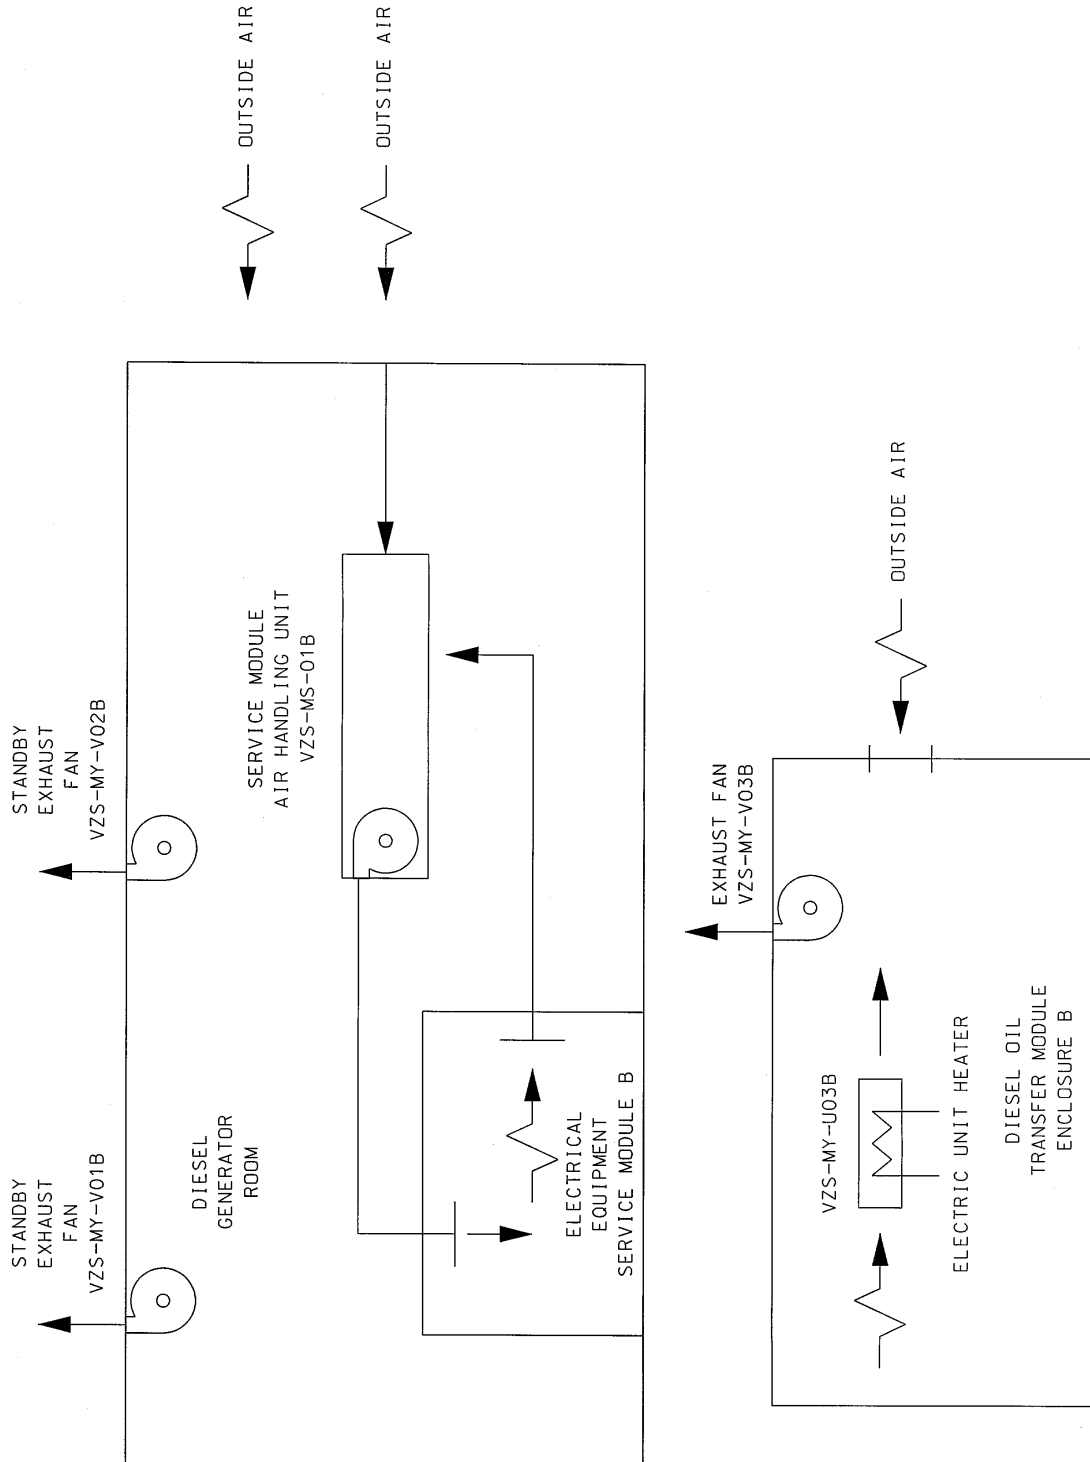 STANDBY
EXHAUST
FAN
VZS-MY-V01B
STANDBY
EXHAUST
FAN
VZS-MY-V02B
OUTSIDE AIR
OUTSIDE AIR
DIESEL
GENERATOR
ROOM
SERVICE MODULE
AIR HANDLING UNIT
VZS-MS-01B
ELECTRICAL
EQUIPMENT
SERVICE MODULE B
EXHAUST FAN
VZS-MY-V03B
OUTSIDE AIR
VZS-MY-U03B
ELECTRIC UNIT HEATER
DIESEL OIL
TRANSFER MODULE
ENCLOSURE B